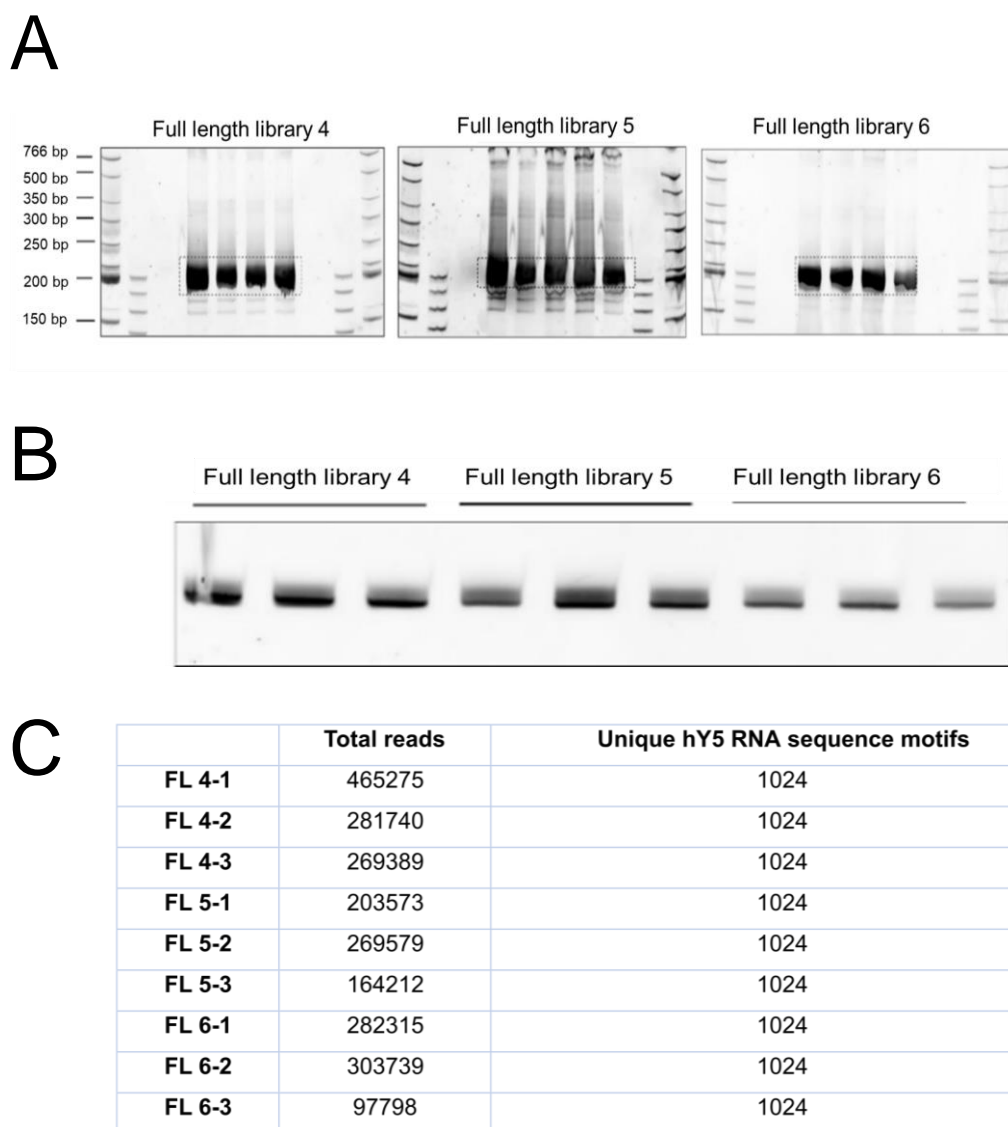 A
Full length library 4
Full length library 5
Full length library 6
766 bp
500 bp
350 bp
300 bp
250 bp
200 bp
150 bp
B
Full length library 4
Full length library 5
Full length library 6
C
Total reads Unique hY5 RNA sequence motifs
FL 4-1 465275 1024
FL 4-2 281740 1024
FL 4-3 269389 1024
FL 5-1 203573 1024
FL 5-2 269579 1024
FL 5-3 164212 1024
FL 6-1 282315 1024
FL 6-2 303739 1024
FL 6-3 97798 1024